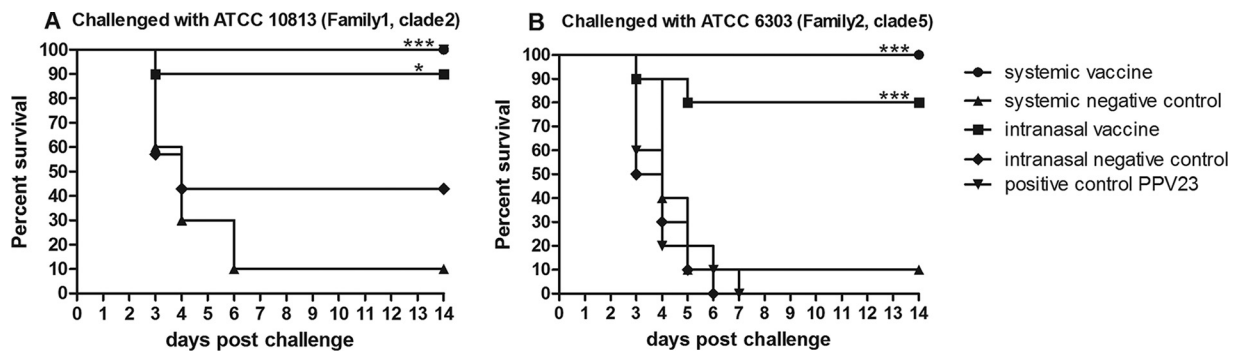 A Challenged with ATCC 10813 (Family1, clade2)
100
90
80
70
60
50
40
30
20
10
0
Percent survival
***
*
0 1 2 3 4 5 6 7 8 9 10 11 12 13 14
days post challenge
B Challenged with ATCC 6303 (Family2, clade5)
100
90
80
70
60
50
40
30
20
10
0
Percent survival
***
***
0 1 2 3 4 5 6 7 8 9 10 11 12 13 14
days post challenge
systemic vaccine
systemic negative control
intranasal vaccine
intranasal negative control
positive control PPV23